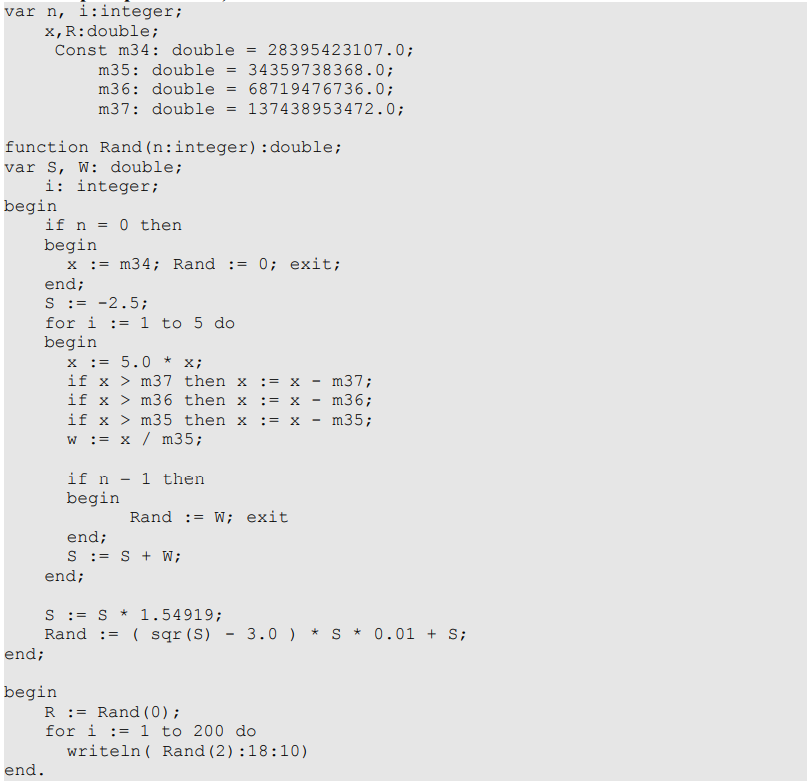 var n, i:integer;
    x,R:double;
     Const m34: double = 28395423107.0;
         m35: double = 34359738368.0;
         m36: double = 68719476736.0;
         m37: double = 137438953472.0;

function Rand(n:integer):double;
var S, W: double;
    i: integer;
begin
    if n = 0 then
    begin
      x := m34; Rand := 0; exit;
    end;
    S := -2.5;
    for i := 1 to 5 do
    begin
      x := 5.0 * x;
      if x > m37 then x := x - m37;
      if x > m36 then x := x - m36;
      if x > m35 then x := x - m35;
      w := x / m35;

      if n - 1 then
      begin
            Rand := W; exit
      end;
      S := S + W;
    end;

    S := S * 1.54919;
    Rand := ( sqr(S) - 3.0 ) * S * 0.01 + S;
end;

begin
    R := Rand(0);
    for i := 1 to 200 do
      writeln( Rand(2):18:10)
end.